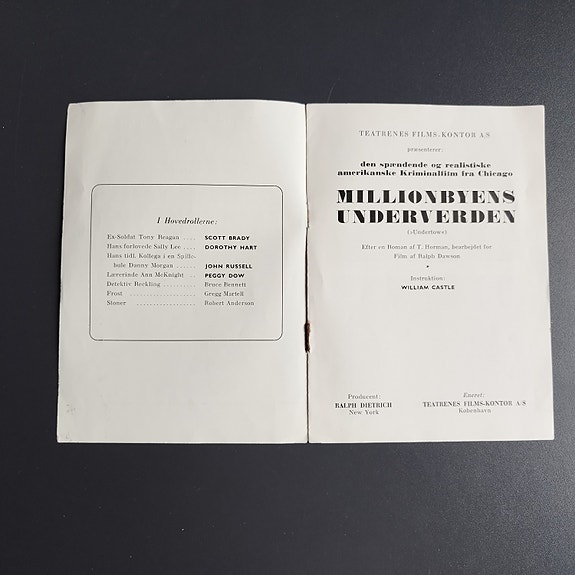 I Hovedrollerne:
Ex-Soldat Tony Reagan .... SCOTT BRADY
Hans forlovede Sally Lee .... DOROTHY HART
Hans tidl. Kollega i en Spille-
bule Danny Morgan ...... JOHN RUSSELL
Lærerinde Ann McKnight .. PEGGY DOW
Detektiv Reckling ........... Bruce Bennett
Frost .................. Gregg Martell
Stoner ................. Robert Anderson
TEATRENES FILMS-KONTOR A/S
præsenterer:
den spændende og realistiske
amerikanske Kriminalfilm fra Chicago
MILLIONBYENS
UNDERVERDEN
(»Undertow«)
Efter en Roman af T. Horman, bearbejdet for
Film af Ralph Dawson
Instruktion:
WILLIAM CASTLE
Producent:
RALPH DIETRICH
New York
Eneret:
TEATRENES FILMS-KONTOR A/S
København